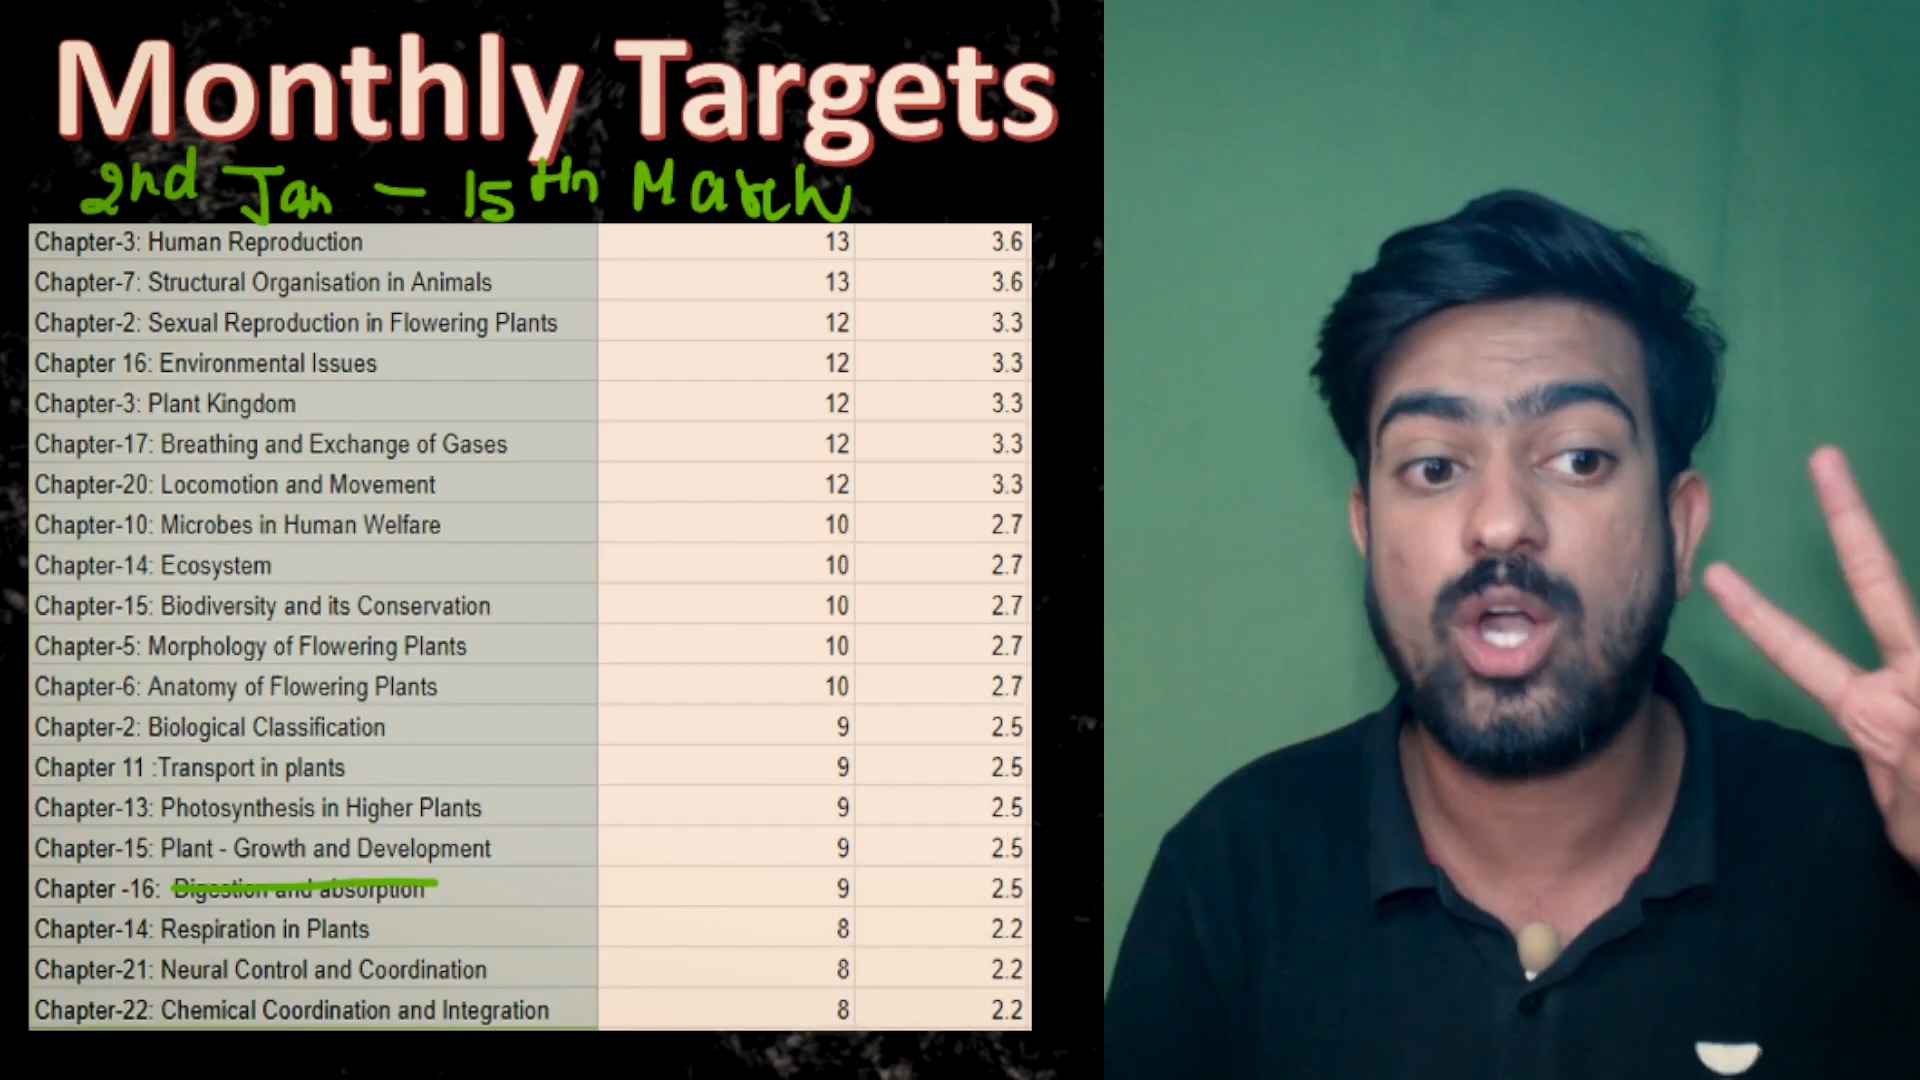 Monthly Targets
2nd Jan - 15th March
Chapter-3: Human Reproduction 13 3.6
Chapter-7: Structural Organisation in Animals 13 3.6
Chapter-2: Sexual Reproduction in Flowering Plants 12 3.3
Chapter 16: Environmental Issues 12 3.3
Chapter-3: Plant Kingdom 12 3.3
Chapter-17: Breathing and Exchange of Gases 12 3.3
Chapter-20: Locomotion and Movement 12 3.3
Chapter-10: Microbes in Human Welfare 10 2.7
Chapter-14: Ecosystem 10 2.7
Chapter-15: Biodiversity and its Conservation 10 2.7
Chapter-5: Morphology of Flowering Plants 10 2.7
Chapter-6: Anatomy of Flowering Plants 10 2.7
Chapter-2: Biological Classification 9 2.5
Chapter 11 :Transport in plants 9 2.5
Chapter-13: Photosynthesis in Higher Plants 9 2.5
Chapter-15: Plant - Growth and Development 9 2.5
Chapter -16: Digestion and absorption 9 2.5
Chapter-14: Respiration in Plants 8 2.2
Chapter-21: Neural Control and Coordination 8 2.2
Chapter-22: Chemical Coordination and Integration 8 2.2